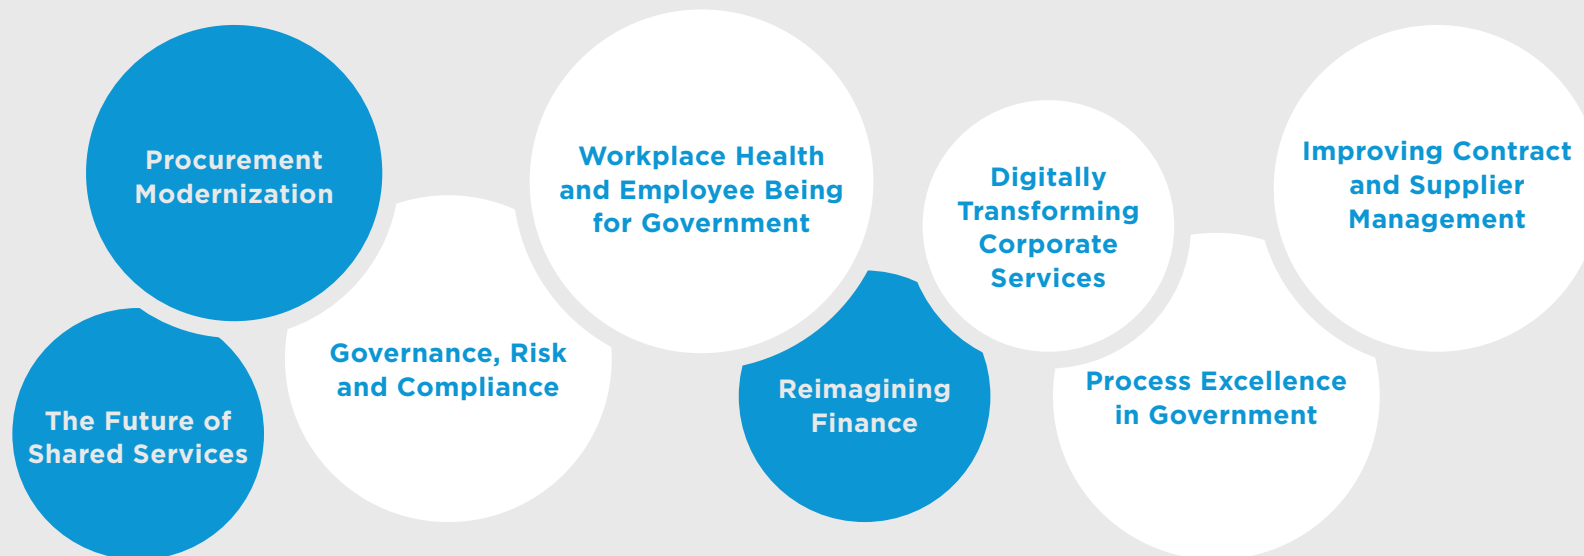 Procurement
Modernization
The Future of
Shared Services
Governance, Risk
and Compliance
Workplace Health
and Employee Being
for Government
Reimagining
Finance
Digitally
Transforming
Corporate
Services
Process Excellence
in Government
Improving Contract
and Supplier
Management